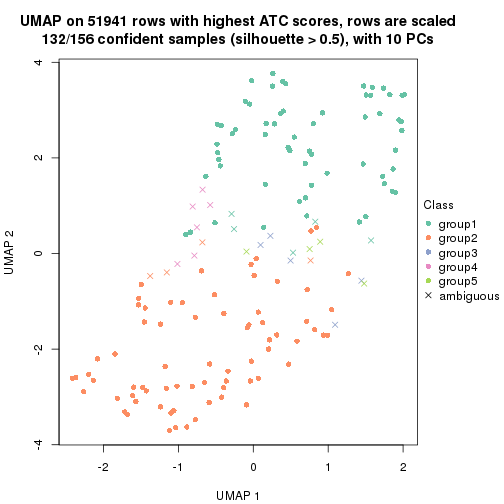 UMAP on 51941 rows with highest ATC scores, rows are scaled
132/156 confident samples (silhouette > 0.5), with 10 PCs
4
2
0
-2
-4
UMAP 2
-2
-1
0
1
2
UMAP 1
Class
group1
group2
group3
group4
group5
ambiguous